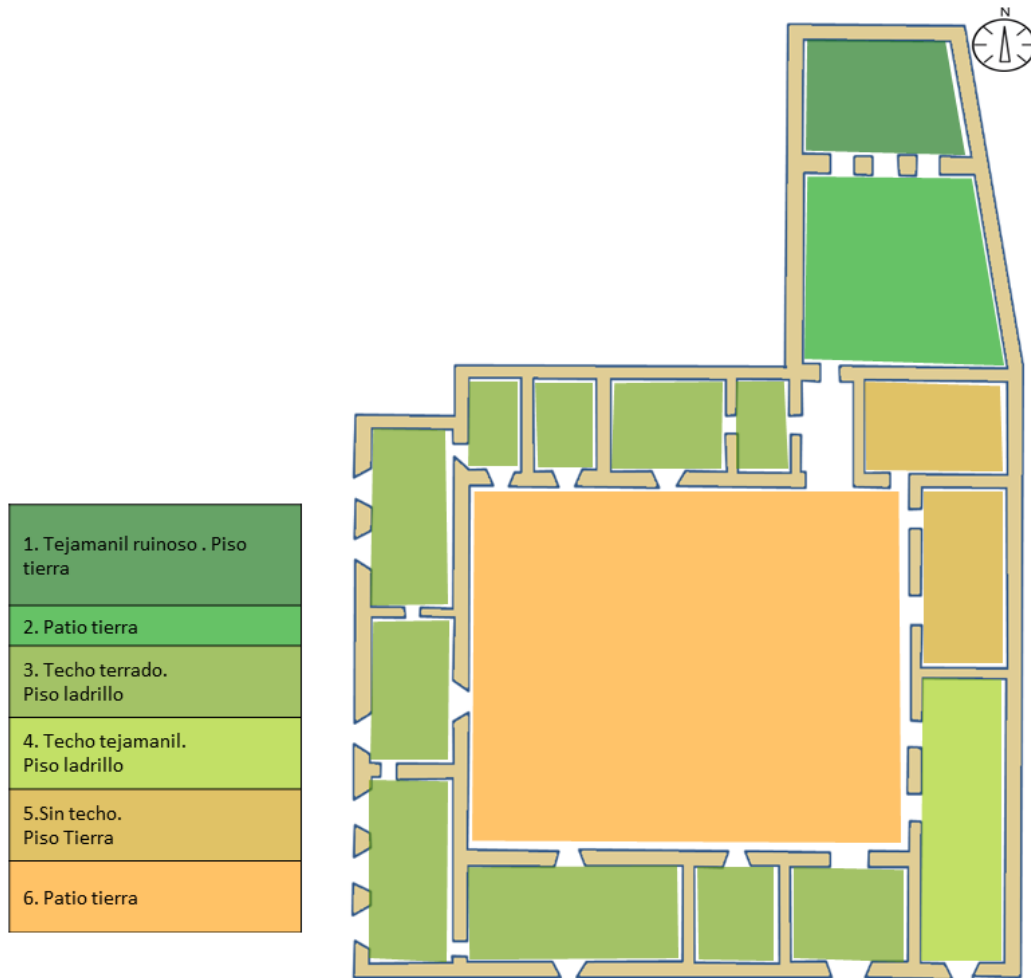 N
1. Tejamanil ruinoso . Piso
tierra
2. Patio tierra
3. Techo terrado.
Piso ladrillo
4. Techo tejamanil.
Piso ladrillo
5.Sin techo.
Piso Tierra
6. Patio tierra